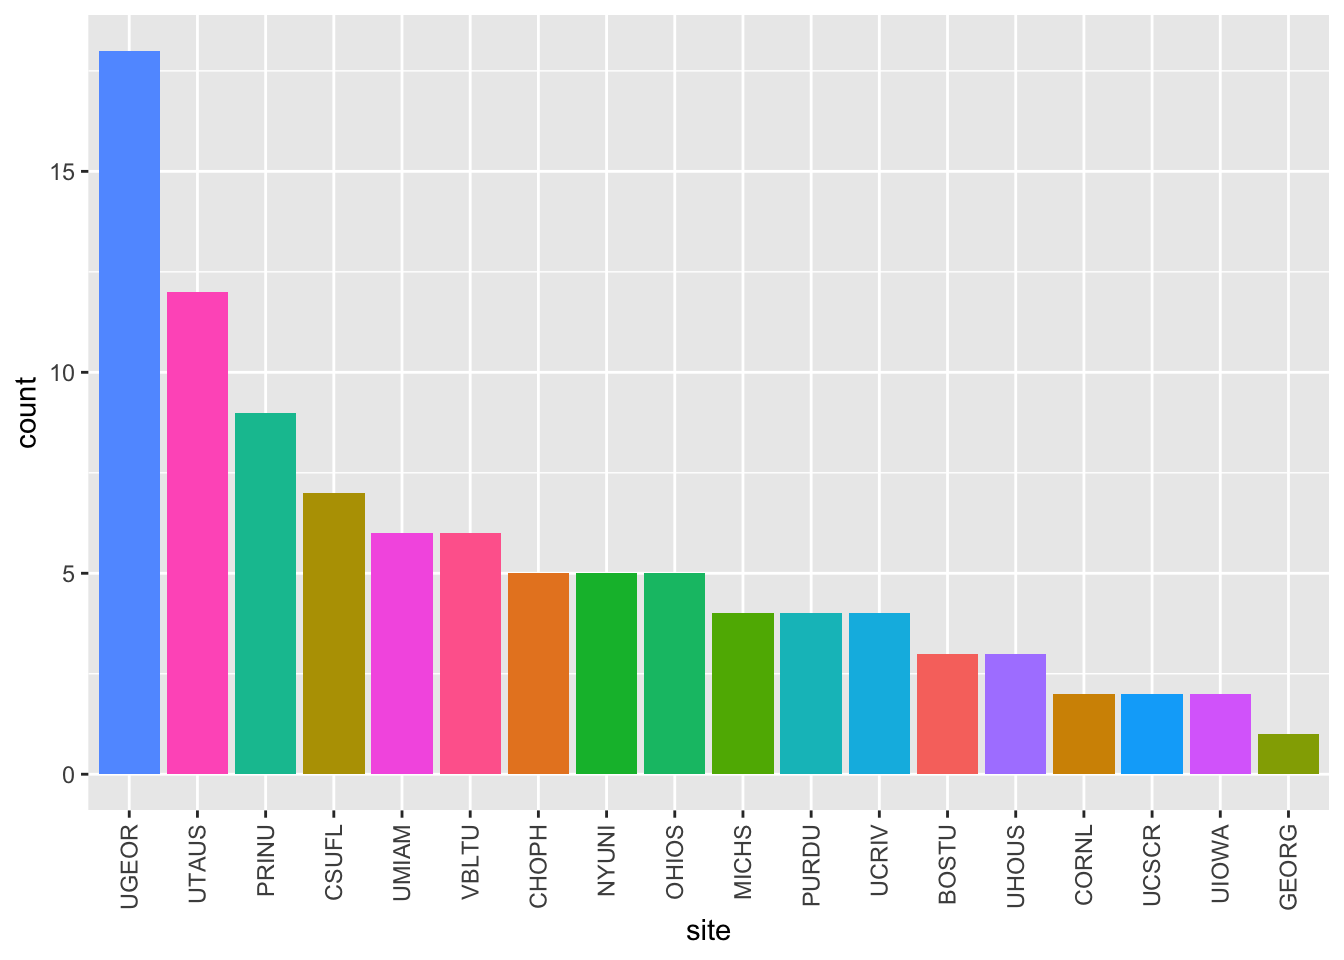 count
15
10
5
0
UGEOR
UTAUS
PRINU
CSUFL
UMIAM
VBLTU
CHOPH
NYUNI
OHIOS
MICHS
PURDU
UCRIV
BOSTU
UHOUS
CORNL
UCSCR
UIOWA
GEORG
site